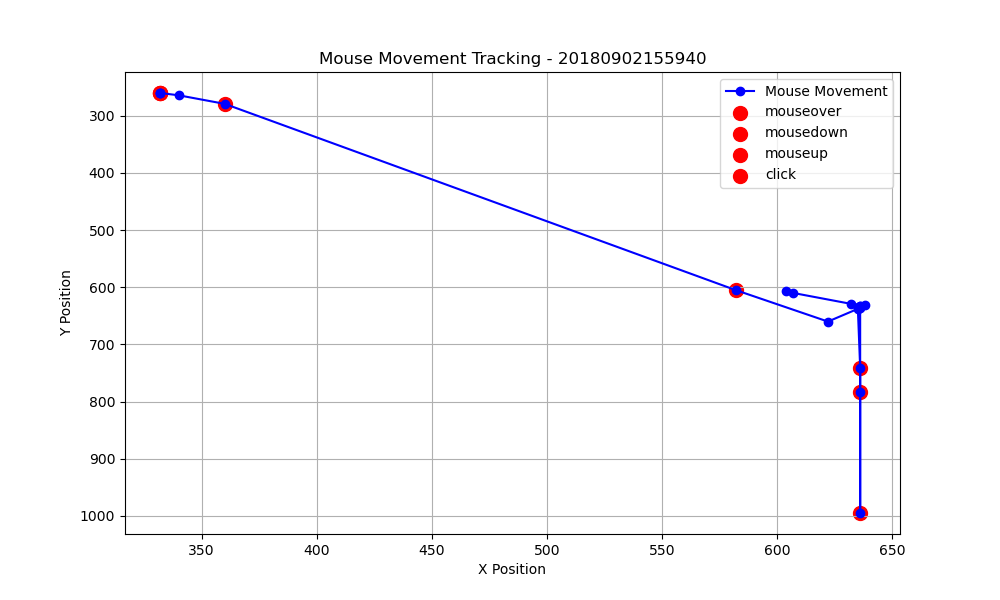 Mouse Movement Tracking - 20180902155940
Mouse Movement
mouseover
mousedown
mouseup
click
300
400
500
600
700
800
900
1000
Y Position
350
400
450
500
550
600
650
X Position